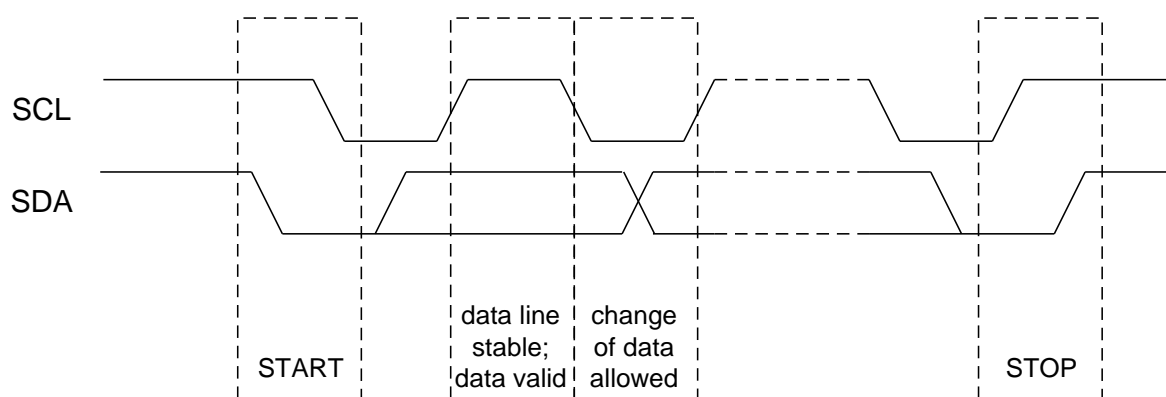 SCL
SDA
START
data line
stable;
data valid
change
of data
allowed
STOP